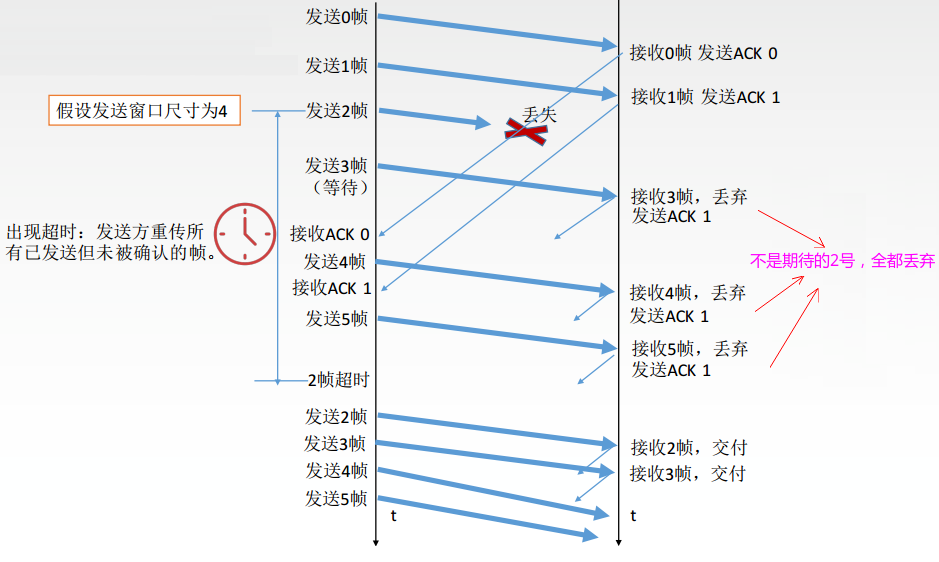 发送0帧
接收0帧 发送ACK 0
发送1帧
接收1帧 发送ACK 1
假设发送窗口尺寸为4
发送2帧
丢失
发送3帧
（等待）
接收3帧，丢弃
发送ACK 1
出现超时：发送方重传所
有已发送但未被确认的帧。
接收ACK 0
不是期待的2号，全都丢弃
发送4帧
接收ACK 1
接收4帧，丢弃
发送ACK 1
发送5帧
接收5帧，丢弃
发送ACK 1
2帧超时
发送2帧
发送3帧
接收2帧，交付
接收3帧，交付
发送4帧
发送5帧
t
t